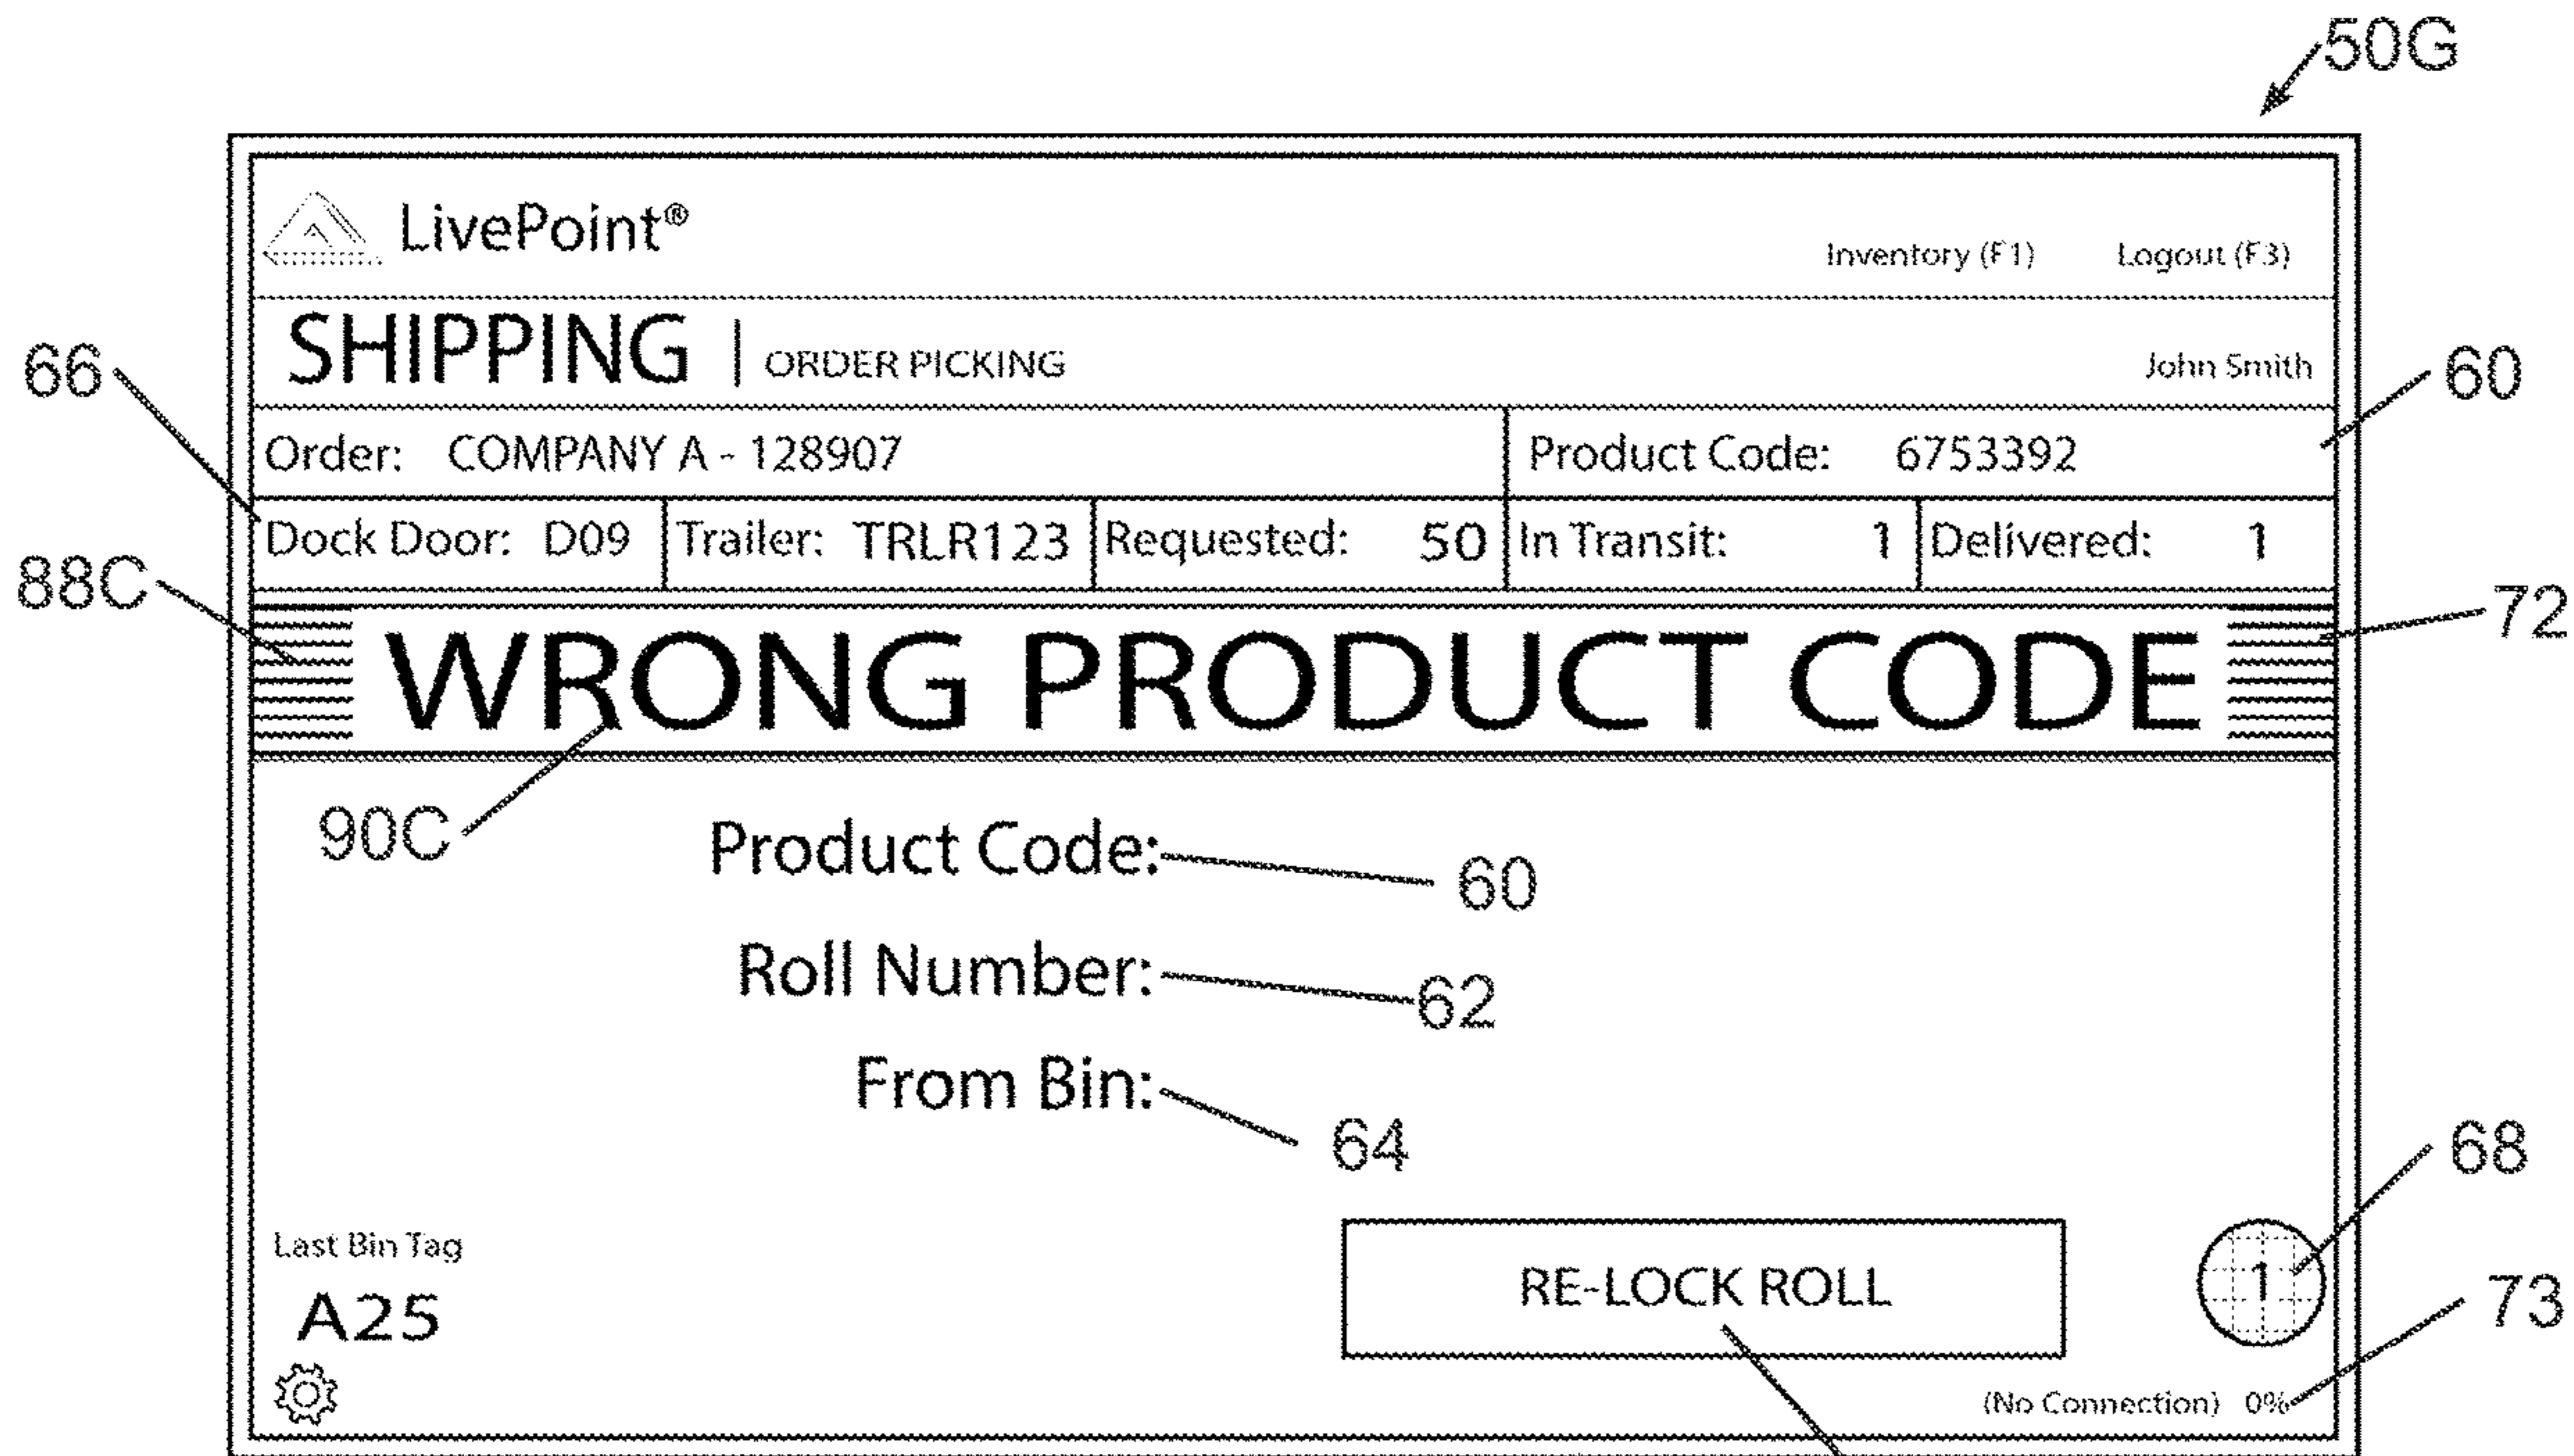 50G
LivePoint®
Inventory (F1) Logout (F3)
SHIPPING | ORDER PICKING
John Smith
66
60
Order: COMPANY A - 128907
Product Code: 6753392
Dock Door: D09
Trailer: TRLR123
Requested: 50
In Transit: 1
Delivered: 1
88C
72
WRONG PRODUCT CODE
90C
Product Code:
60
Roll Number:
62
From Bin:
64
68
Last Bin Tag
A25
RE-LOCK ROLL
1
73
(No Connection) 0%